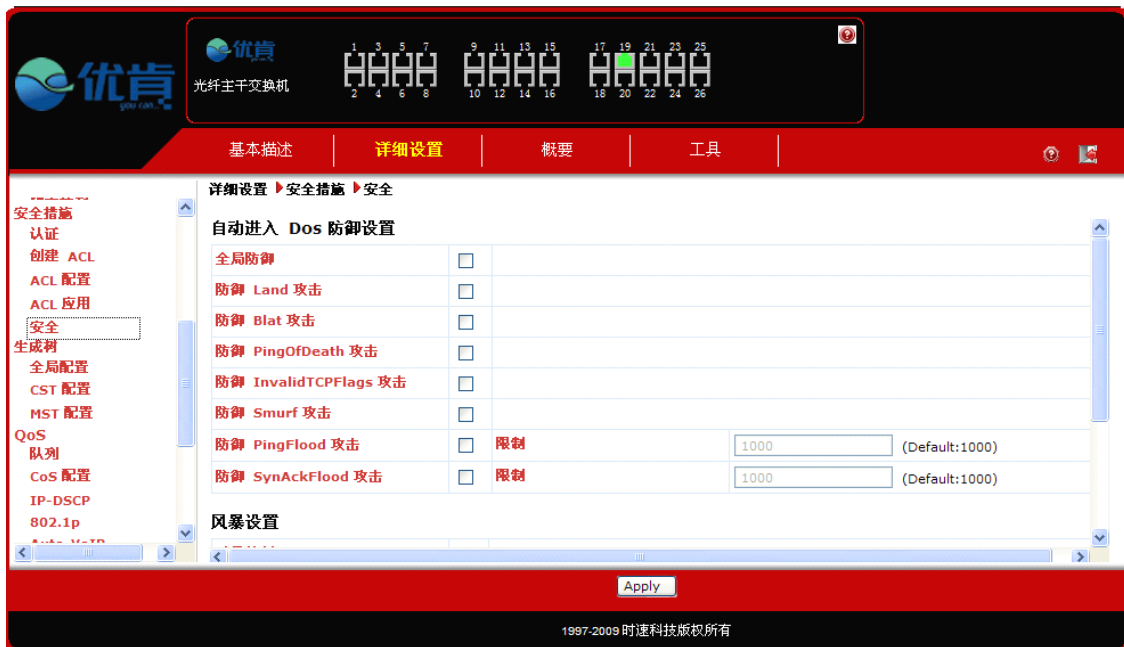 优肯
you can.
优肯
光纤主干交换机
1 3 5 7 9 11 13 15 17 19 21 23 25
2 4 6 8 10 12 14 16 18 20 22 24 26
基本描述 详细设置 概要 工具
详细设置 安全措施 安全
安全措施
认证
创建 ACL
ACL 配置
ACL 应用
安全
生成树
全局配置
CST 配置
MST 配置
QoS
队列
CoS 配置
IP-DSCP
802.1p
Auto VoIP
自动进入 Dos 防御设置
全局防御
防御 Land 攻击
防御 Blat 攻击
防御 PingOfDeath 攻击
防御 InvalidTCPFlags 攻击
防御 Smurf 攻击
防御 PingFlood 攻击 限制 1000 (Default:1000)
防御 SynAckFlood 攻击 限制 1000 (Default:1000)
风暴设置
Apply
1997-2009 时速科技版权所有